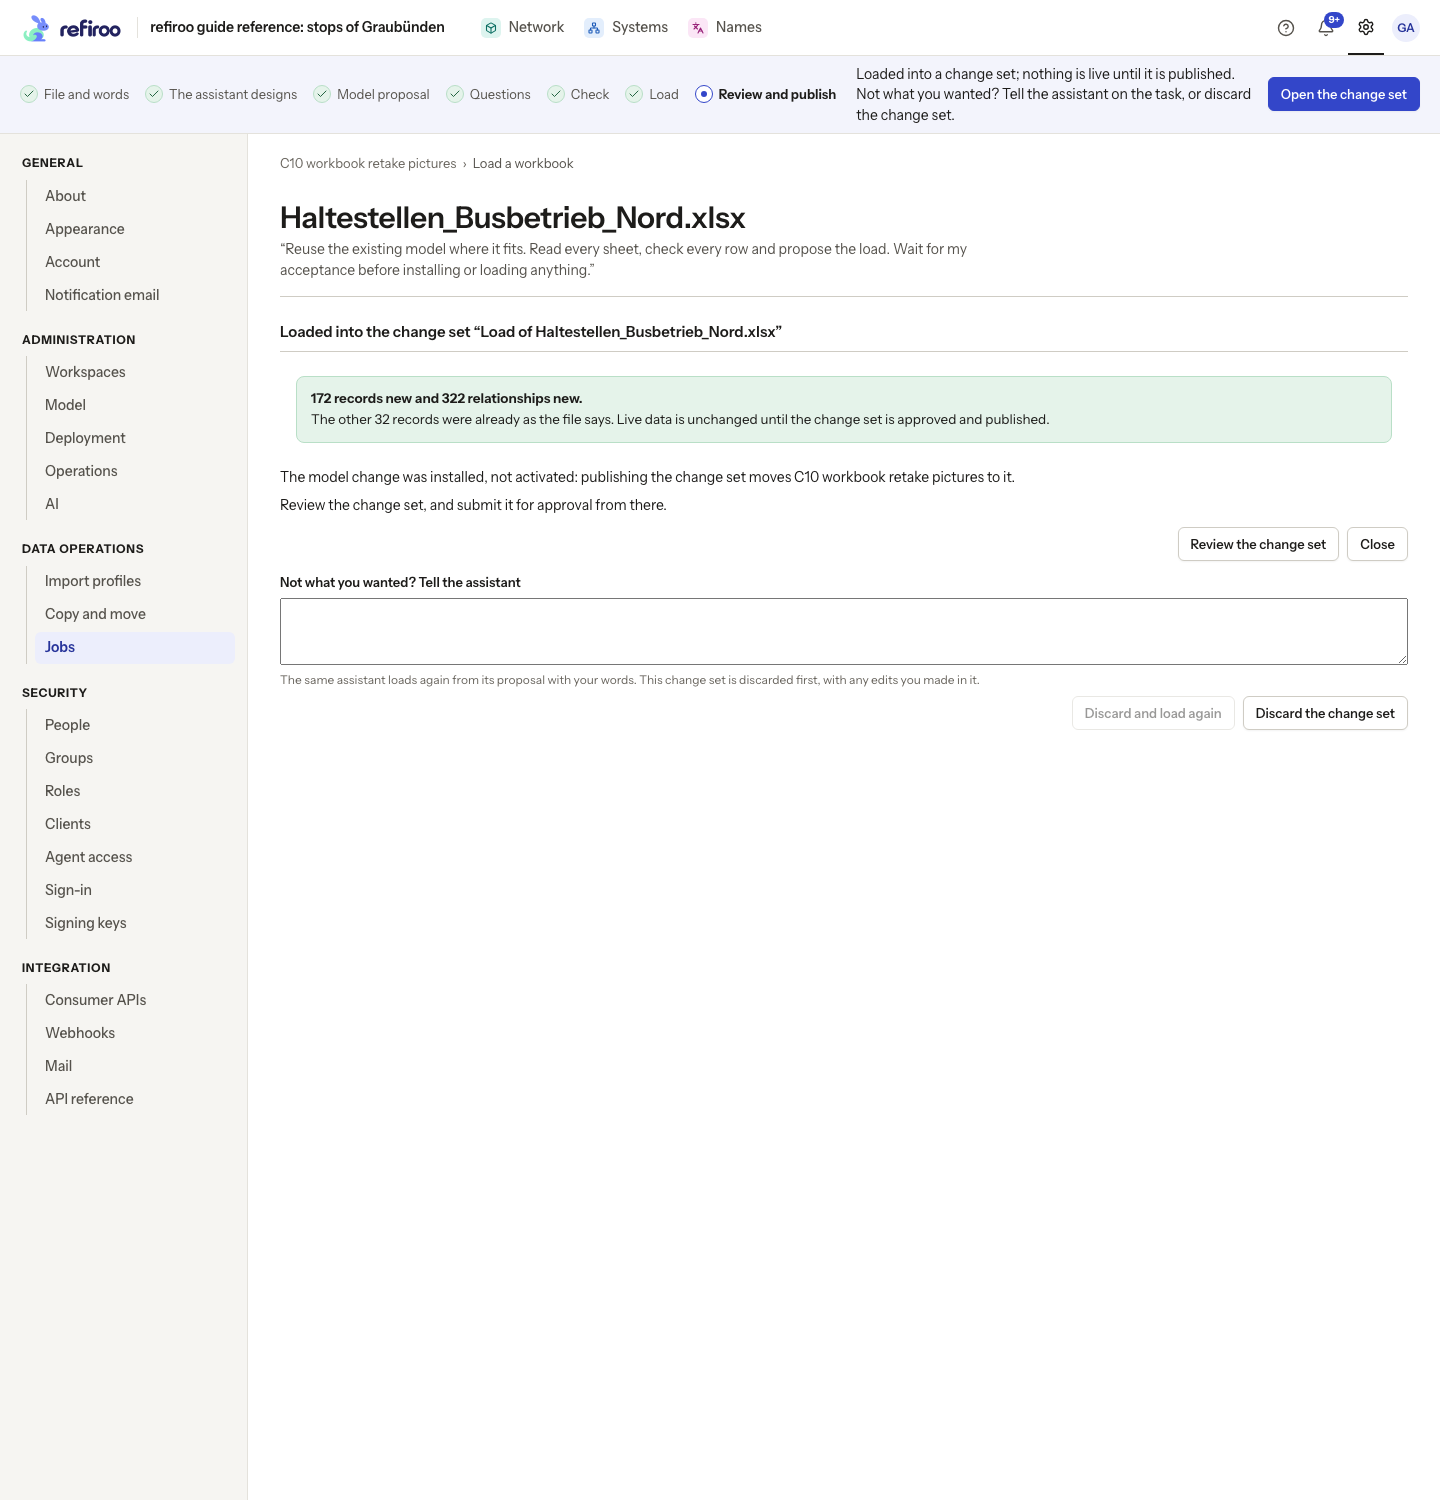 refiroo
refiroo guide reference: stops of Graubünden
Network
Systems
Names
9+
GA
File and words
The assistant designs
Model proposal
Questions
Check
Load
Review and publish
Loaded into a change set; nothing is live until it is published.
Not what you wanted? Tell the assistant on the task, or discard
the change set.
Open the change set
GENERAL
About
Appearance
Account
Notification email
ADMINISTRATION
Workspaces
Model
Deployment
Operations
AI
DATA OPERATIONS
Import profiles
Copy and move
Jobs
SECURITY
People
Groups
Roles
Clients
Agent access
Sign-in
Signing keys
INTEGRATION
Consumer APIs
Webhooks
Mail
API reference
C10 workbook retake pictures › Load a workbook
Haltestellen_Busbetrieb_Nord.xlsx
“Reuse the existing model where it fits. Read every sheet, check every row and propose the load. Wait for my
acceptance before installing or loading anything.”
Loaded into the change set “Load of Haltestellen_Busbetrieb_Nord.xlsx”
172 records new and 322 relationships new.
The other 32 records were already as the file says. Live data is unchanged until the change set is approved and published.
The model change was installed, not activated: publishing the change set moves C10 workbook retake pictures to it.
Review the change set, and submit it for approval from there.
Review the change set
Close
Not what you wanted? Tell the assistant
The same assistant loads again from its proposal with your words. This change set is discarded first, with any edits you made in it.
Discard and load again
Discard the change set